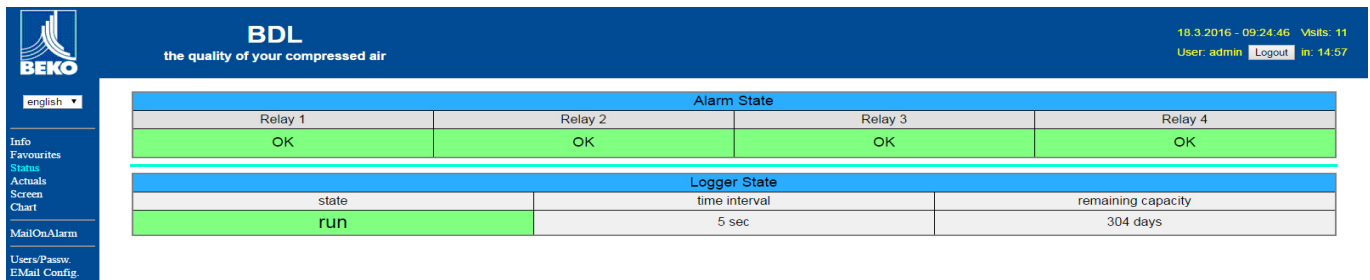 BEKO
BDL
the quality of your compressed air
18.3.2016 - 09:24:46 Visits: 11
User: admin Logout in: 14:57
english
Info
Favourites
Status
Actuals
Screen
Chart
MailOnAlarm
Users/Passw.
EMail Config.
Alarm State
Relay 1 Relay 2 Relay 3 Relay 4
OK OK OK OK
Logger State
state time interval remaining capacity
run 5 sec 304 days